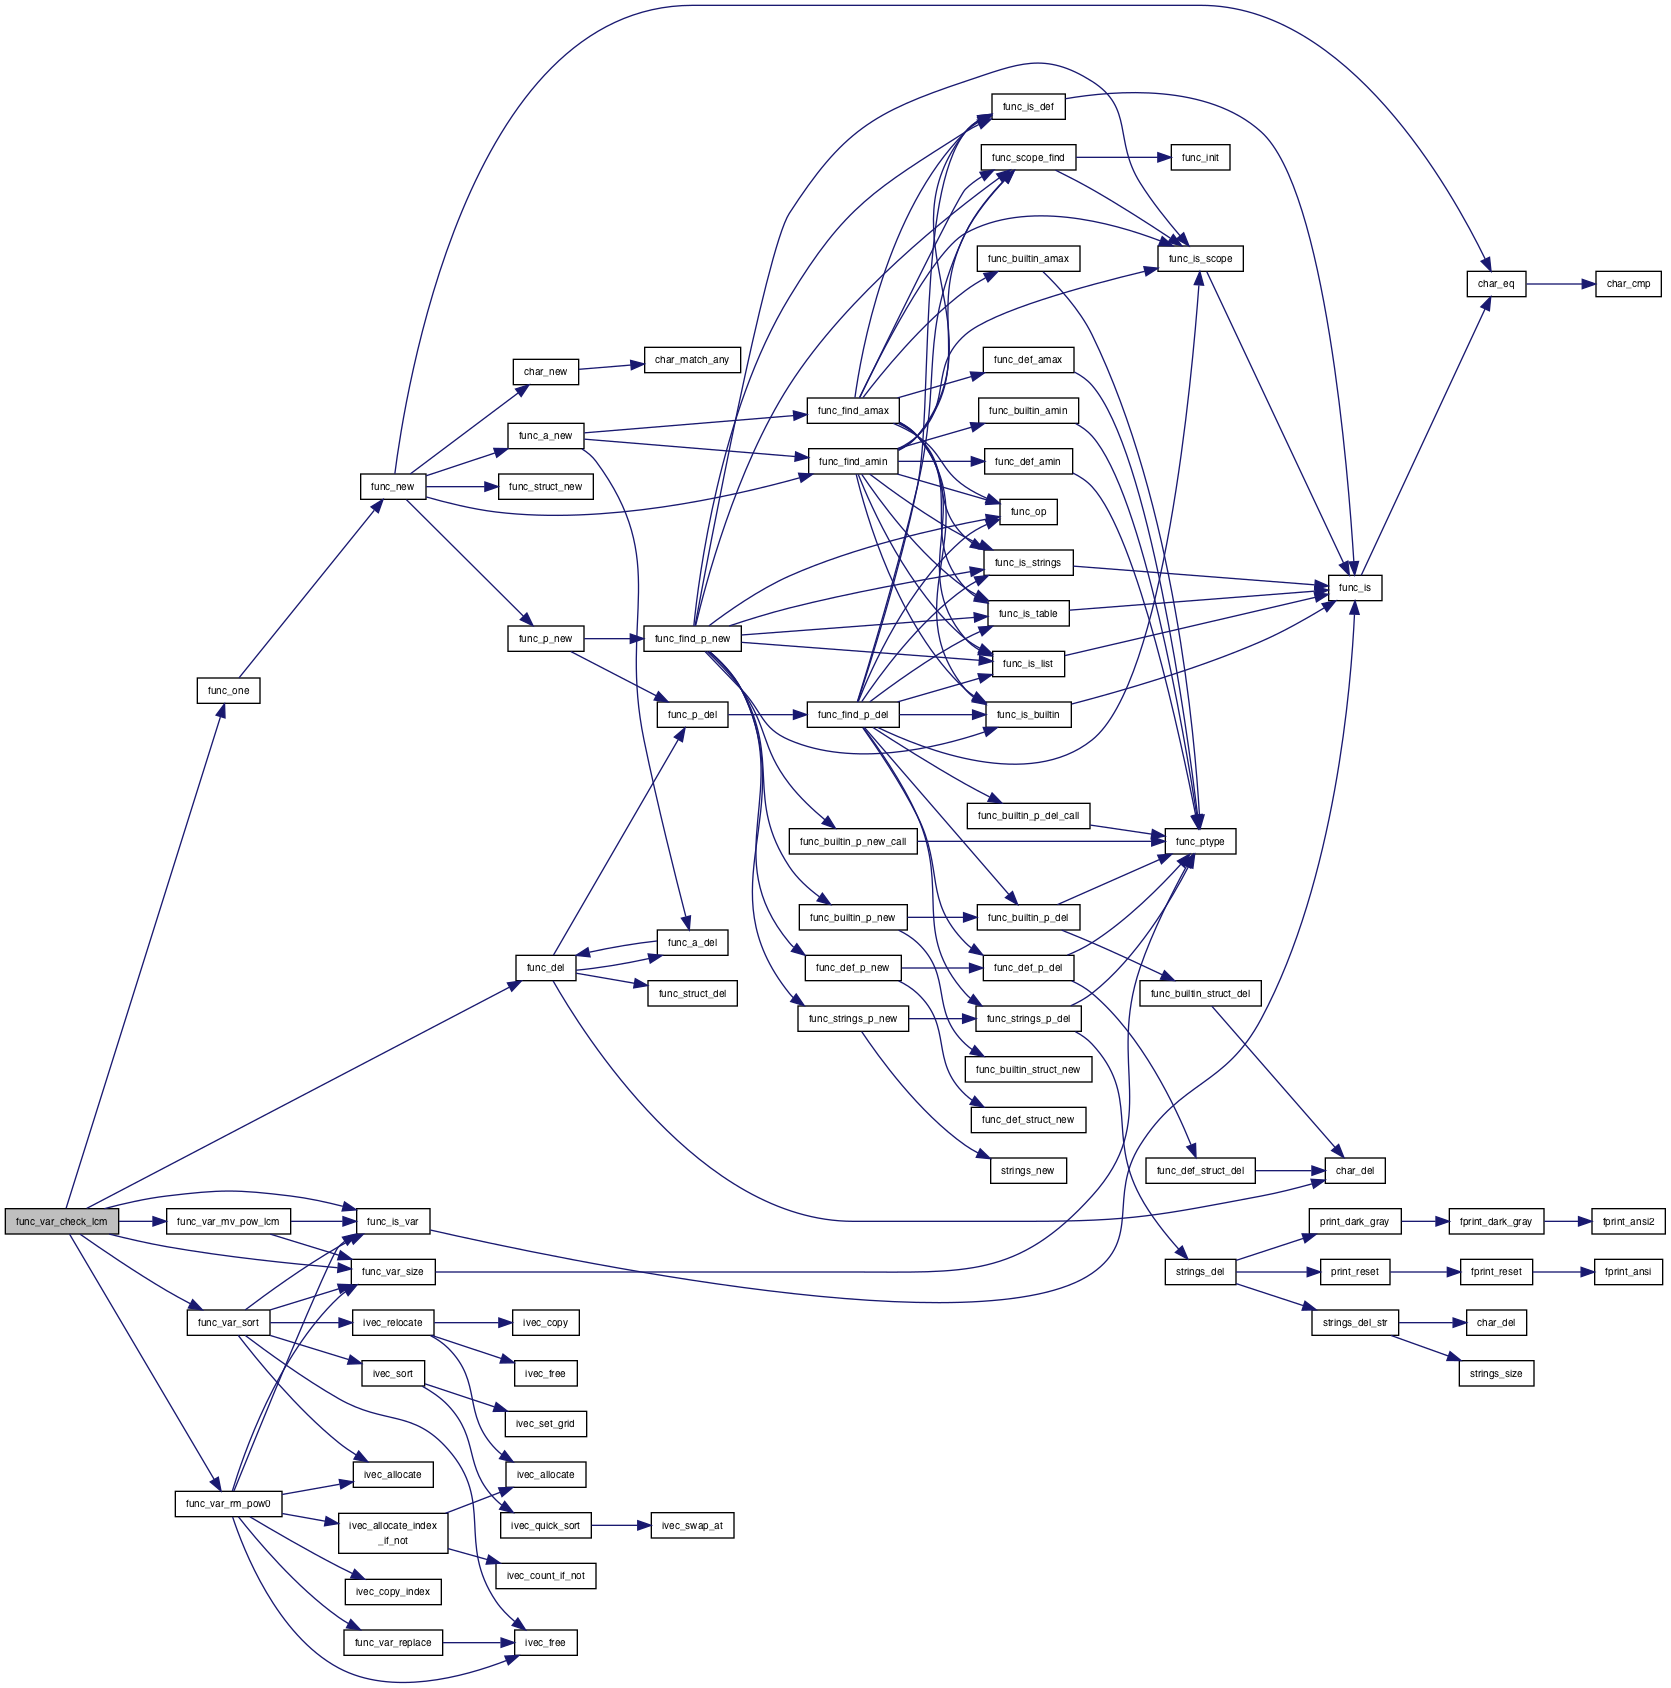 func_is_def
func_scope_find
func_init
func_builtin_amax
func_is_scope
char_eq
char_cmp
char_match_any
func_def_amax
char_new
func_find_amax
func_builtin_amin
func_a_new
func_find_amin
func_def_amin
func_new
func_struct_new
func_op
func_is_strings
func_is
func_is_table
func_p_new
func_find_p_new
func_is_list
func_one
func_p_del
func_find_p_del
func_is_builtin
func_builtin_p_del_call
func_builtin_p_new_call
func_ptype
func_builtin_p_new
func_builtin_p_del
func_a_del
func_del
func_def_p_new
func_def_p_del
func_struct_del
func_builtin_struct_del
func_strings_p_new
func_strings_p_del
func_builtin_struct_new
func_def_struct_new
strings_new
func_def_struct_del
char_del
func_var_check_lcm
func_var_mv_pow_lcm
func_is_var
print_dark_gray
fprint_dark_gray
fprint_ansi2
func_var_size
strings_del
print_reset
fprint_reset
fprint_ansi
func_var_sort
ivec_relocate
ivec_copy
strings_del_str
char_del
ivec_sort
ivec_free
strings_size
ivec_set_grid
ivec_allocate
ivec_allocate
func_var_rm_pow0
ivec_allocate_index
_if_not
ivec_quick_sort
ivec_swap_at
ivec_count_if_not
ivec_copy_index
func_var_replace
ivec_free